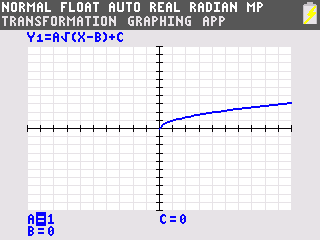 NORMAL FLOAT AUTO REAL RADIAN MP
TRANSFORMATION GRAPHING APP
Y₁=A√(X-B)+C
A=1 C=0
B=0